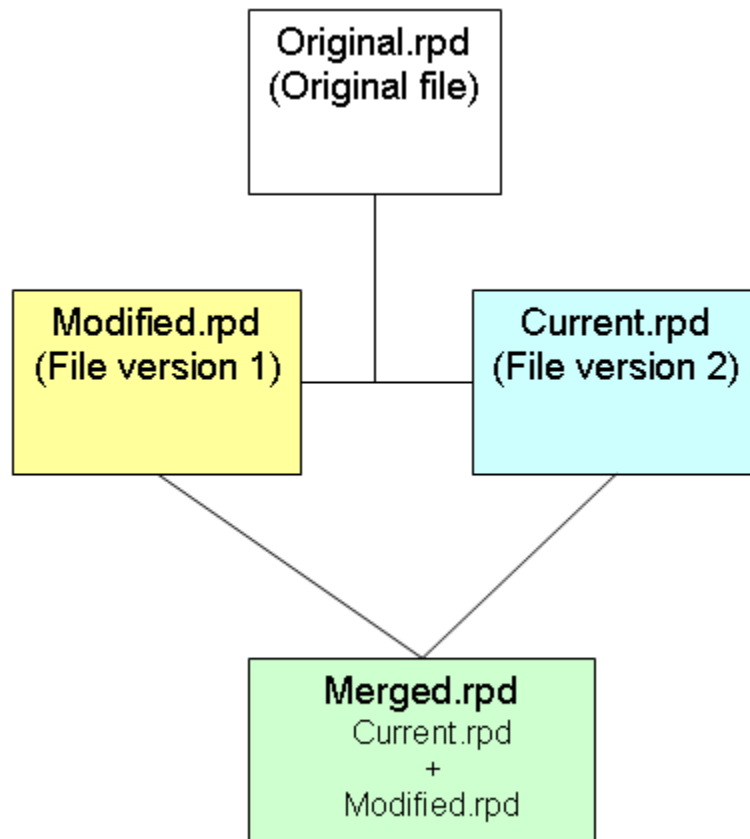 Original.rpd
(Original file)
Modified.rpd
(File version 1)
Current.rpd
(File version 2)
Merged.rpd
Current.rpd
+
Modified.rpd